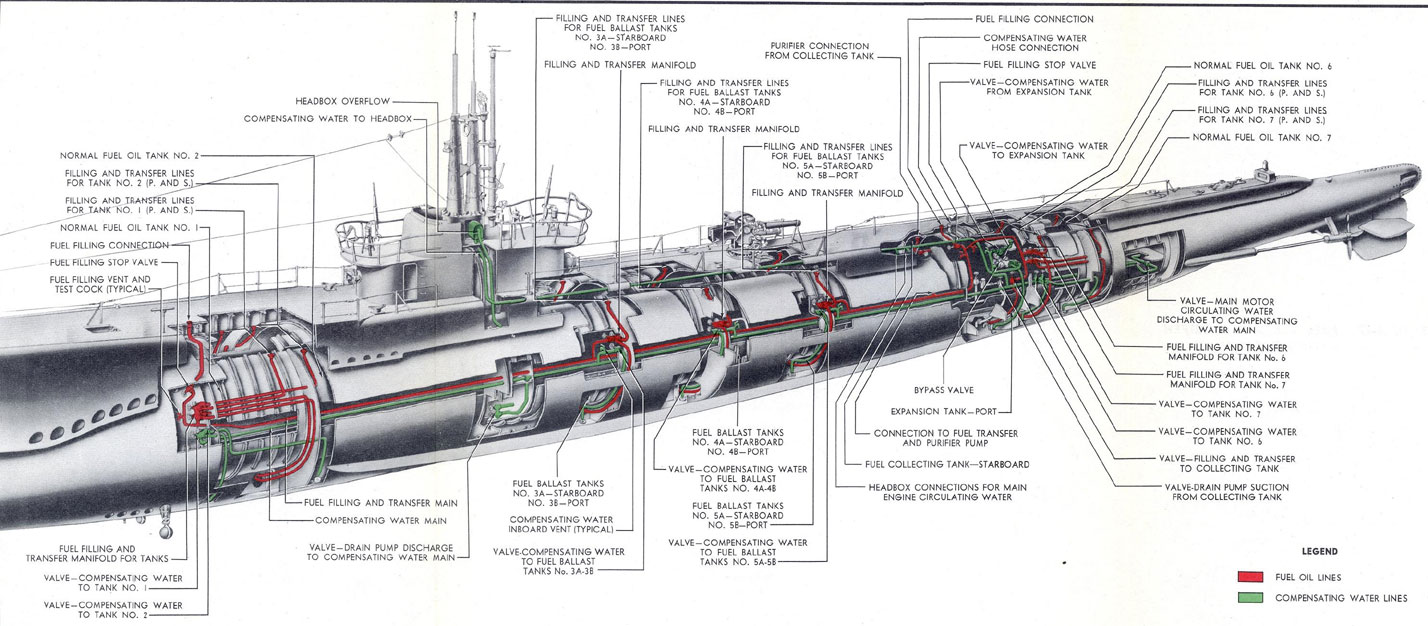 FILLING AND TRANSFER LINES
FOR FUEL BALLAST TANKS
NO. 3A—STARBOARD
NO. 3B—PORT
FILLING AND TRANSFER MANIFOLD
FILLING AND TRANSFER LINES
FOR FUEL BALLAST TANKS
NO. 4A—STARBOARD
NO. 4B—PORT
FILLING AND TRANSFER MANIFOLD
FILLING AND TRANSFER LINES
FOR FUEL BALLAST TANKS
NO. 5A—STARBOARD
NO. 5B—PORT
FILLING AND TRANSFER MANIFOLD
HEADBOX OVERFLOW
COMPENSATING WATER TO HEADBOX
NORMAL FUEL OIL TANK NO. 2
FILLING AND TRANSFER LINES
FOR TANK NO. 2 (P. AND S.)
FILLING AND TRANSFER LINES
FOR TANK NO. 1 (P. AND S.)
NORMAL FUEL OIL TANK NO. 1
FUEL FILLING CONNECTION
FUEL FILLING STOP VALVE
FUEL FILLING VENT AND
TEST COCK (TYPICAL)
PURIFIER CONNECTION
FROM COLLECTING TANK
FUEL FILLING CONNECTION
COMPENSATING WATER
HOSE CONNECTION
FUEL FILLING STOP VALVE
VALVE—COMPENSATING WATER
FROM EXPANSION TANK
VALVE—COMPENSATING WATER
TO EXPANSION TANK
NORMAL FUEL OIL TANK NO. 6
FILLING AND TRANSFER LINES
FOR TANK NO. 6 (P. AND S.)
FILLING AND TRANSFER LINES
FOR TANK NO. 7 (P. AND S.)
NORMAL FUEL OIL TANK NO. 7
VALVE—MAIN MOTOR
CIRCULATING WATER
DISCHARGE TO COMPENSATING
WATER MAIN
FUEL FILLING AND TRANSFER
MANIFOLD FOR TANK No. 6
FUEL FILLING AND TRANSFER
MANIFOLD FOR TANK No. 7
VALVE—COMPENSATING WATER
TO TANK NO. 7
VALVE—COMPENSATING WATER
TO TANK NO. 6
VALVE—FILLING AND TRANSFER
TO COLLECTING TANK
VALVE-DRAIN PUMP SUCTION
FROM COLLECTING TANK
BYPASS VALVE
EXPANSION TANK—PORT
CONNECTION TO FUEL TRANSFER
AND PURIFIER PUMP
FUEL COLLECTING TANK—STARBOARD
HEADBOX CONNECTIONS FOR MAIN
ENGINE CIRCULATING WATER
FUEL BALLAST TANKS
NO. 4A—STARBOARD
NO. 4B—PORT
VALVE—COMPENSATING WATER
TO FUEL BALLAST
TANKS NO. 4A-4B
FUEL BALLAST TANKS
NO. 5A—STARBOARD
NO. 5B—PORT
VALVE—COMPENSATING WATER
TO FUEL BALLAST
TANKS NO. 5A-5B
FUEL BALLAST TANKS
NO. 3A—STARBOARD
NO. 3B—PORT
COMPENSATING WATER
INBOARD VENT (TYPICAL)
VALVE-COMPENSATING WATER
TO FUEL BALLAST
TANKS No. 3A-3B
FUEL FILLING AND TRANSFER MAIN
COMPENSATING WATER MAIN
VALVE—DRAIN PUMP DISCHARGE
TO COMPENSATING WATER MAIN
FUEL FILLING AND
TRANSFER MANIFOLD FOR TANKS
VALVE—COMPENSATING WATER
TO TANK NO. 1
VALVE—COMPENSATING WATER
TO TANK NO. 2
LEGEND
FUEL OIL LINES
COMPENSATING WATER LINES